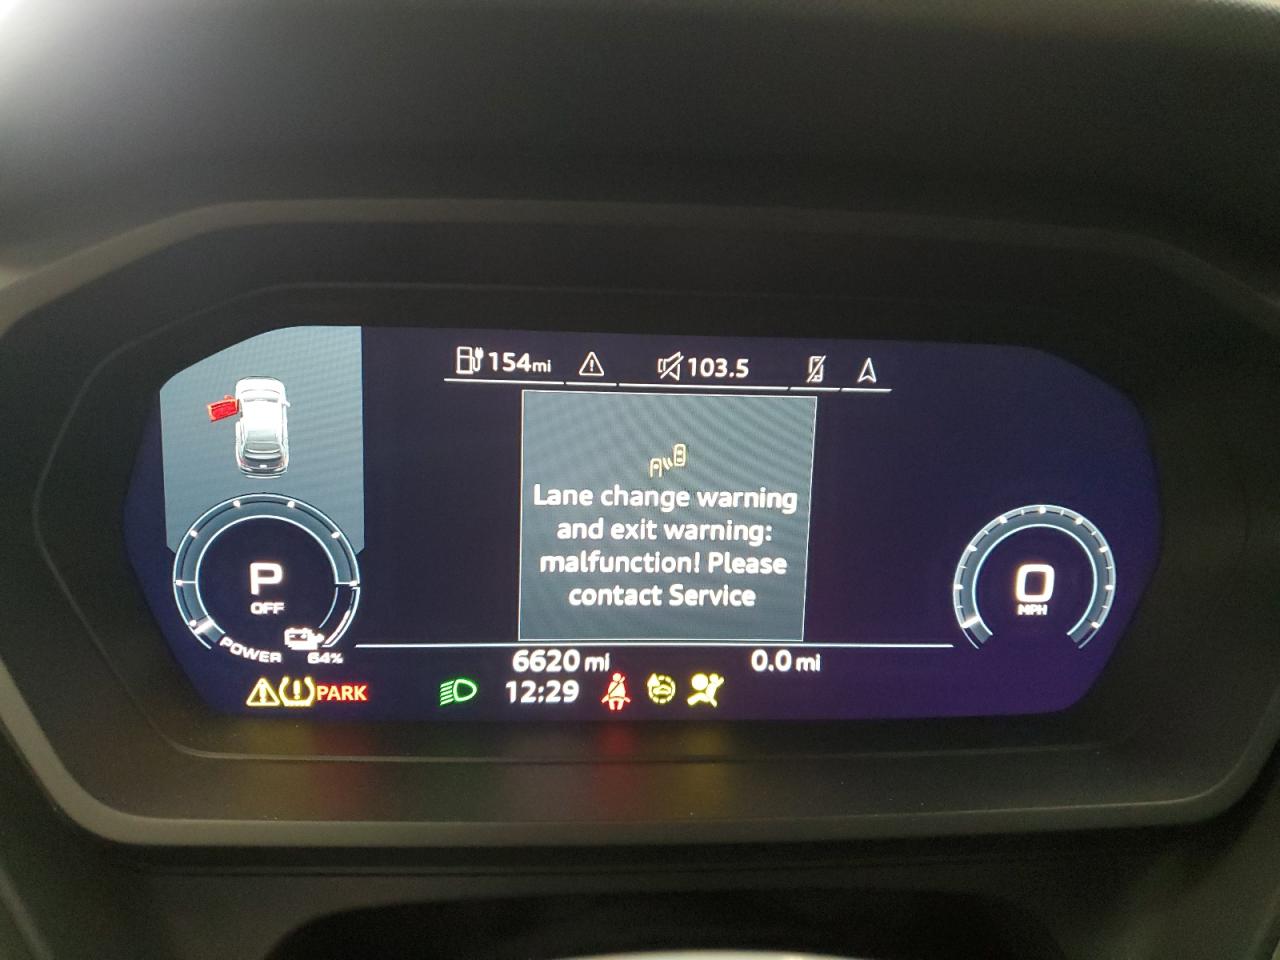 154mi
103.5
Lane change warning
and exit warning:
malfunction! Please
contact Service
P
OFF
POWER
64%
0
MPH
6620 mi
0.0 mi
PARK
12:29